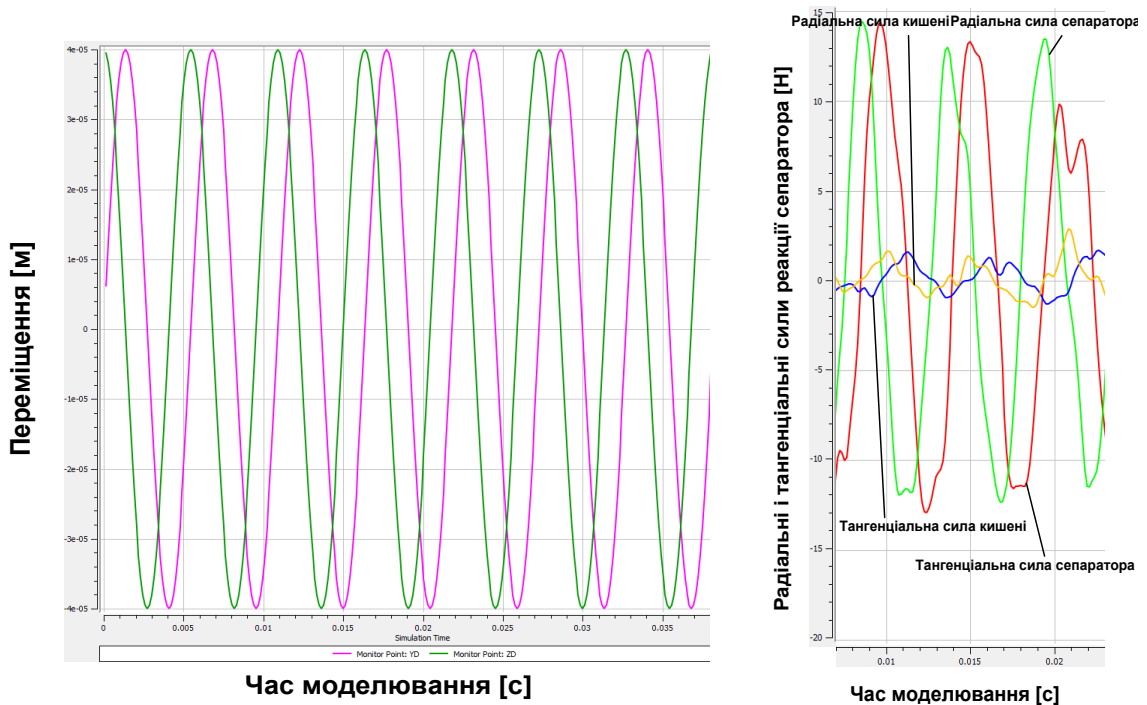 Переміщення [м]
4e-05
3e-05
2e-05
1e-05
0
-1e-05
-2e-05
-3e-05
-4e-05
0 0.005 0.01 0.015 0.02 0.025 0.03 0.035
Simulation Time
Monitor Point: YD Monitor Point: ZD
Час моделювання [с]
Радіальні і тангенціальні сили реакції сепаратора [Н]
15
Радіальна сила кишені Радіальна сила сепаратора
10
5
0
-5
-10
Тангенціальна сила кишені
-15
Тангенціальна сила сепаратора
-20
0.01 0.015 0.02
Час моделювання [с]